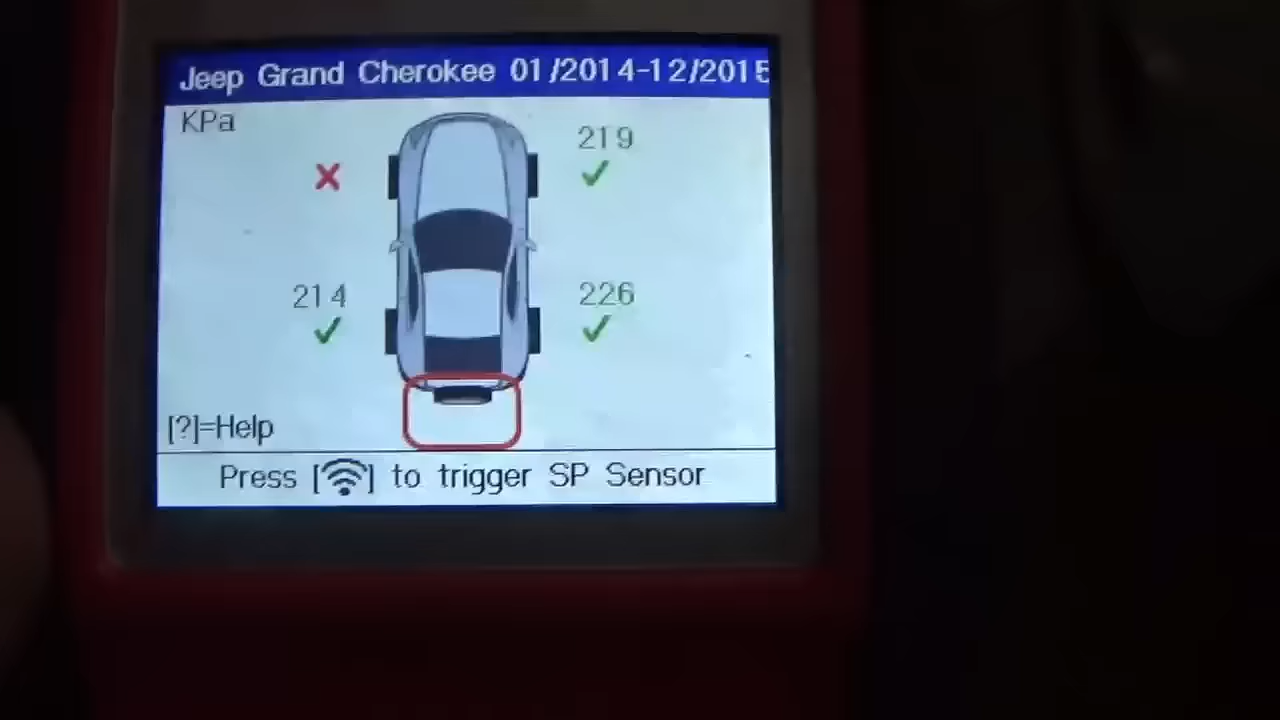 Jeep Grand Cherokee 01/2014-12/2015
KPa
219
214
226
[?]=Help
Press [ ] to trigger SP Sensor